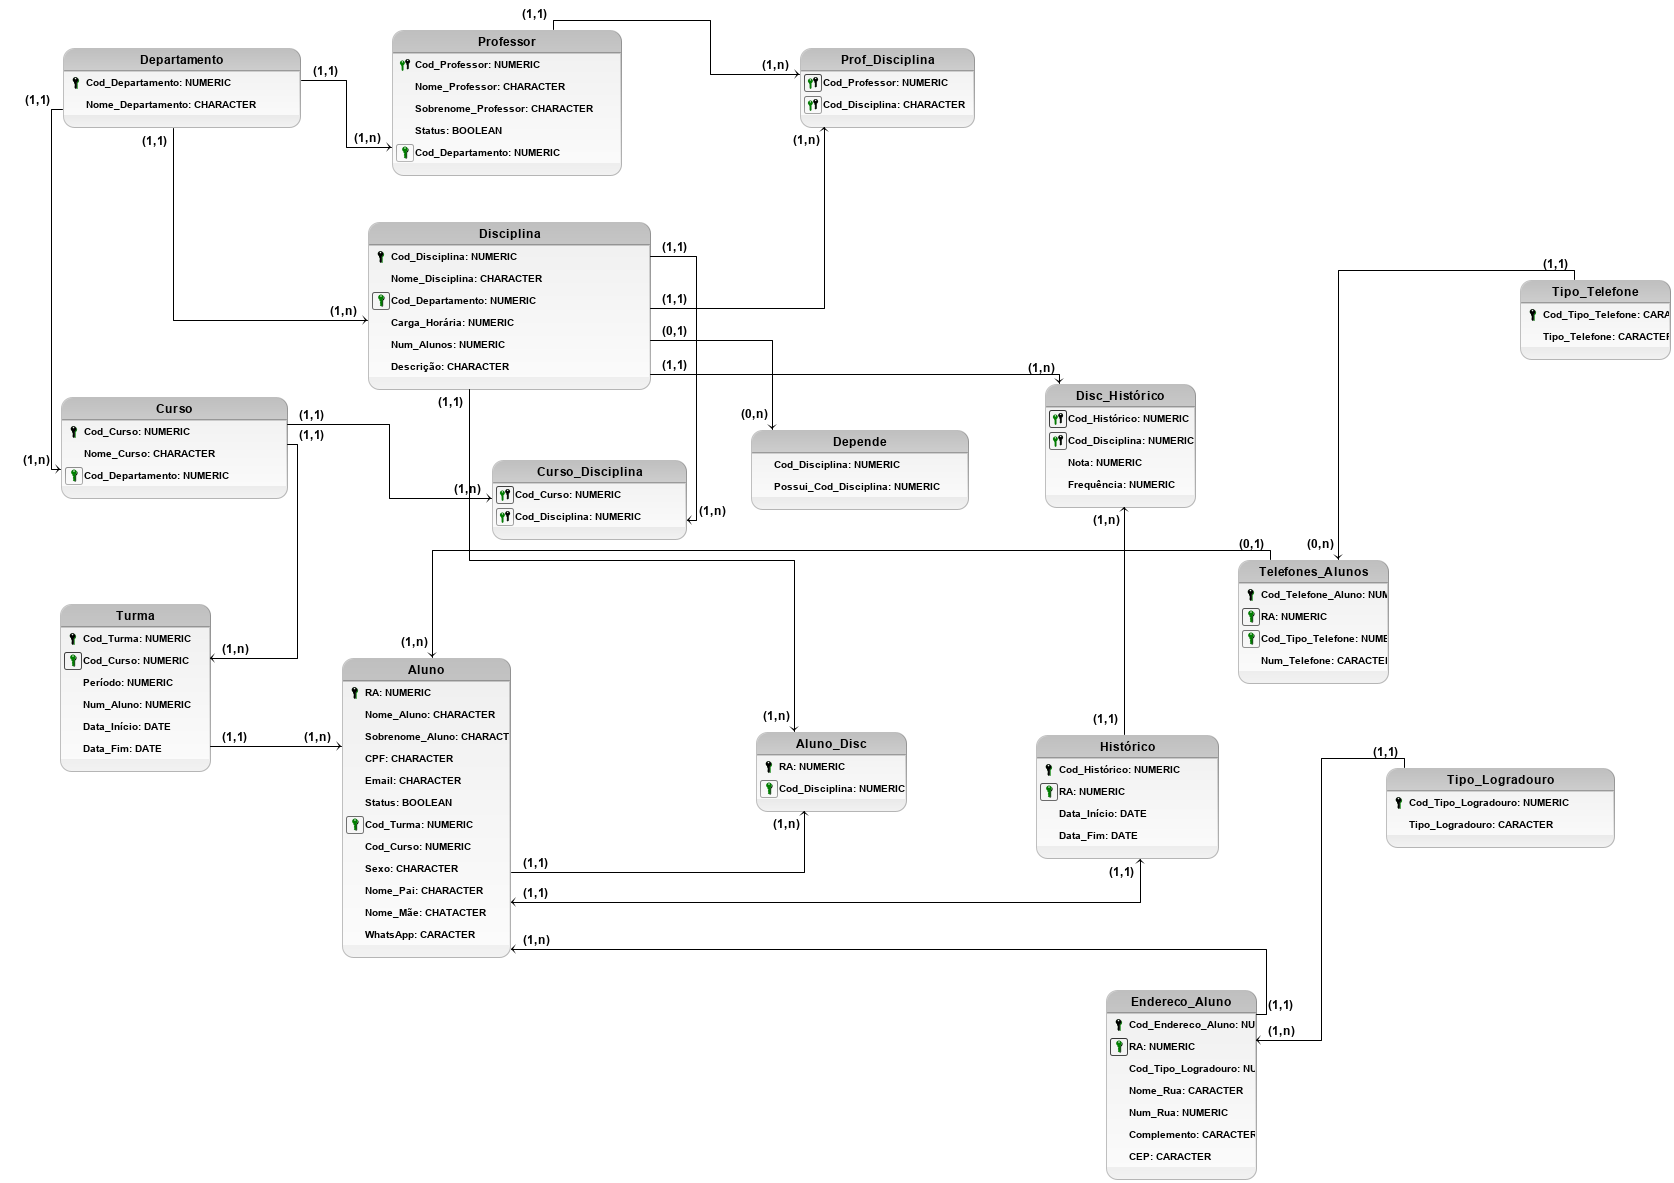 Departamento
Cod_Departamento: NUMERIC
Nome_Departamento: CHARACTER
(1,1)
(1,1)
(1,1)
(1,n)
Professor
Cod_Professor: NUMERIC
Nome_Professor: CHARACTER
Sobrenome_Professor: CHARACTER
Status: BOOLEAN
Cod_Departamento: NUMERIC
(1,1)
(1,n)
Prof_Disciplina
Cod_Professor: NUMERIC
Cod_Disciplina: CHARACTER
(1,n)
(1,n)
Disciplina
Cod_Disciplina: NUMERIC
Nome_Disciplina: CHARACTER
Cod_Departamento: NUMERIC
Carga_Horária: NUMERIC
Num_Alunos: NUMERIC
Descrição: CHARACTER
(1,1)
(1,1)
(0,1)
(1,1)
(1,1)
(1,1)
Tipo_Telefone
Cod_Tipo_Telefone: CARA
Tipo_Telefone: CARACTER
(1,n)
Curso
Cod_Curso: NUMERIC
Nome_Curso: CHARACTER
Cod_Departamento: NUMERIC
(1,1)
(1,1)
(1,n)
(1,n)
Curso_Disciplina
Cod_Curso: NUMERIC
Cod_Disciplina: NUMERIC
(1,n)
(0,n)
Depende
Cod_Disciplina: NUMERIC
Possui_Cod_Disciplina: NUMERIC
(1,n)
Disc_Histórico
Cod_Histórico: NUMERIC
Cod_Disciplina: NUMERIC
Nota: NUMERIC
Frequência: NUMERIC
(1,n)
(0,1)
(0,n)
Telefones_Alunos
Cod_Telefone_Aluno: NUM
RA: NUMERIC
Cod_Tipo_Telefone: NUME
Num_Telefone: CARACTE
Turma
Cod_Turma: NUMERIC
Cod_Curso: NUMERIC
Período: NUMERIC
Num_Aluno: NUMERIC
Data_Início: DATE
Data_Fim: DATE
(1,n)
(1,1)
(1,n)
(1,n)
Aluno
RA: NUMERIC
Nome_Aluno: CHARACTER
Sobrenome_Aluno: CHARACT
CPF: CHARACTER
Email: CHARACTER
Status: BOOLEAN
Cod_Turma: NUMERIC
Cod_Curso: NUMERIC
Sexo: CHARACTER
Nome_Pai: CHARACTER
Nome_Mãe: CHATACTER
WhatsApp: CARACTER
(1,n)
Aluno_Disc
RA: NUMERIC
Cod_Disciplina: NUMERIC
(1,n)
(1,1)
(1,1)
(1,n)
(1,1)
Histórico
Cod_Histórico: NUMERIC
RA: NUMERIC
Data_Início: DATE
Data_Fim: DATE
(1,1)
(1,1)
Tipo_Logradouro
Cod_Tipo_Logradouro: NUMERIC
Tipo_Logradouro: CARACTER
Endereco_Aluno
Cod_Endereco_Aluno: NU
RA: NUMERIC
Cod_Tipo_Logradouro: NU
Nome_Rua: CARACTER
Num_Rua: NUMERIC
Complemento: CARACTER
CEP: CARACTER
(1,1)
(1,n)